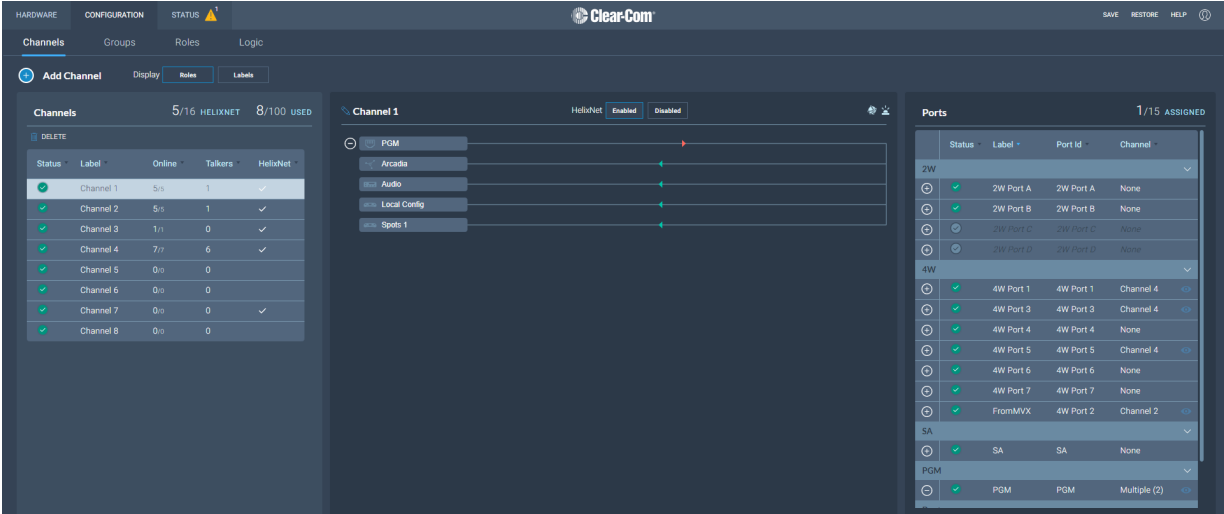 HARDWARE CONFIGURATION STATUS 1 Clear-Com SAVE RESTORE HELP
Channels Groups Roles Logic
Add Channel Display Roles Labels
Channels 5/16 HELIXNET 8/100 USED
DELETE
Status Label Online Talkers HelixNet
Channel 1 5/5 1
Channel 2 5/5 1
Channel 3 1/1 0
Channel 4 7/7 6
Channel 5 0/0 0
Channel 6 0/0 0
Channel 7 0/0 0
Channel 8 0/0 0
Channel 1 HelixNet Enabled Disabled
PGM
Arcadia
Audio
Local Config
Spots 1
Ports 1/15 ASSIGNED
Status Label Port Id Channel
2W
2W Port A 2W Port A None
2W Port B 2W Port B None
2W Port C 2W Port C None
2W Port D 2W Port D None
4W
4W Port 1 4W Port 1 Channel 4
4W Port 3 4W Port 3 Channel 4
4W Port 4 4W Port 4 None
4W Port 5 4W Port 5 Channel 4
4W Port 6 4W Port 6 None
4W Port 7 4W Port 7 None
FromMVX 4W Port 2 Channel 2
SA
SA SA None
PGM
PGM PGM Multiple (2)